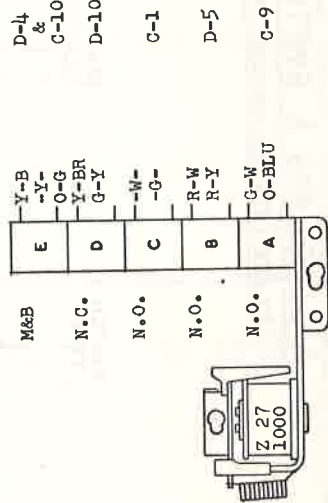 Y-B D-4
M&B E -Y- &
O-G C-10
N.C. D Y-BR D-10
G-Y
N.O. C -W- C-1
-G-
N.O. B R-W D-5
R-Y
N.O. A G-W C-9
O-BLU
Z 27
1000